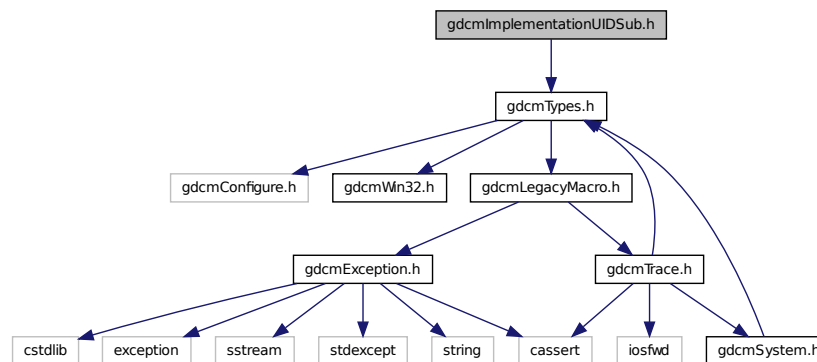 gdcmImplementationUIDSub.h
gdcmTypes.h
gdcmConfigure.h
gdcmWin32.h
gdcmLegacyMacro.h
gdcmException.h
gdcmTrace.h
cstdlib
exception
sstream
stdexcept
string
cassert
iosfwd
gdcmSystem.h